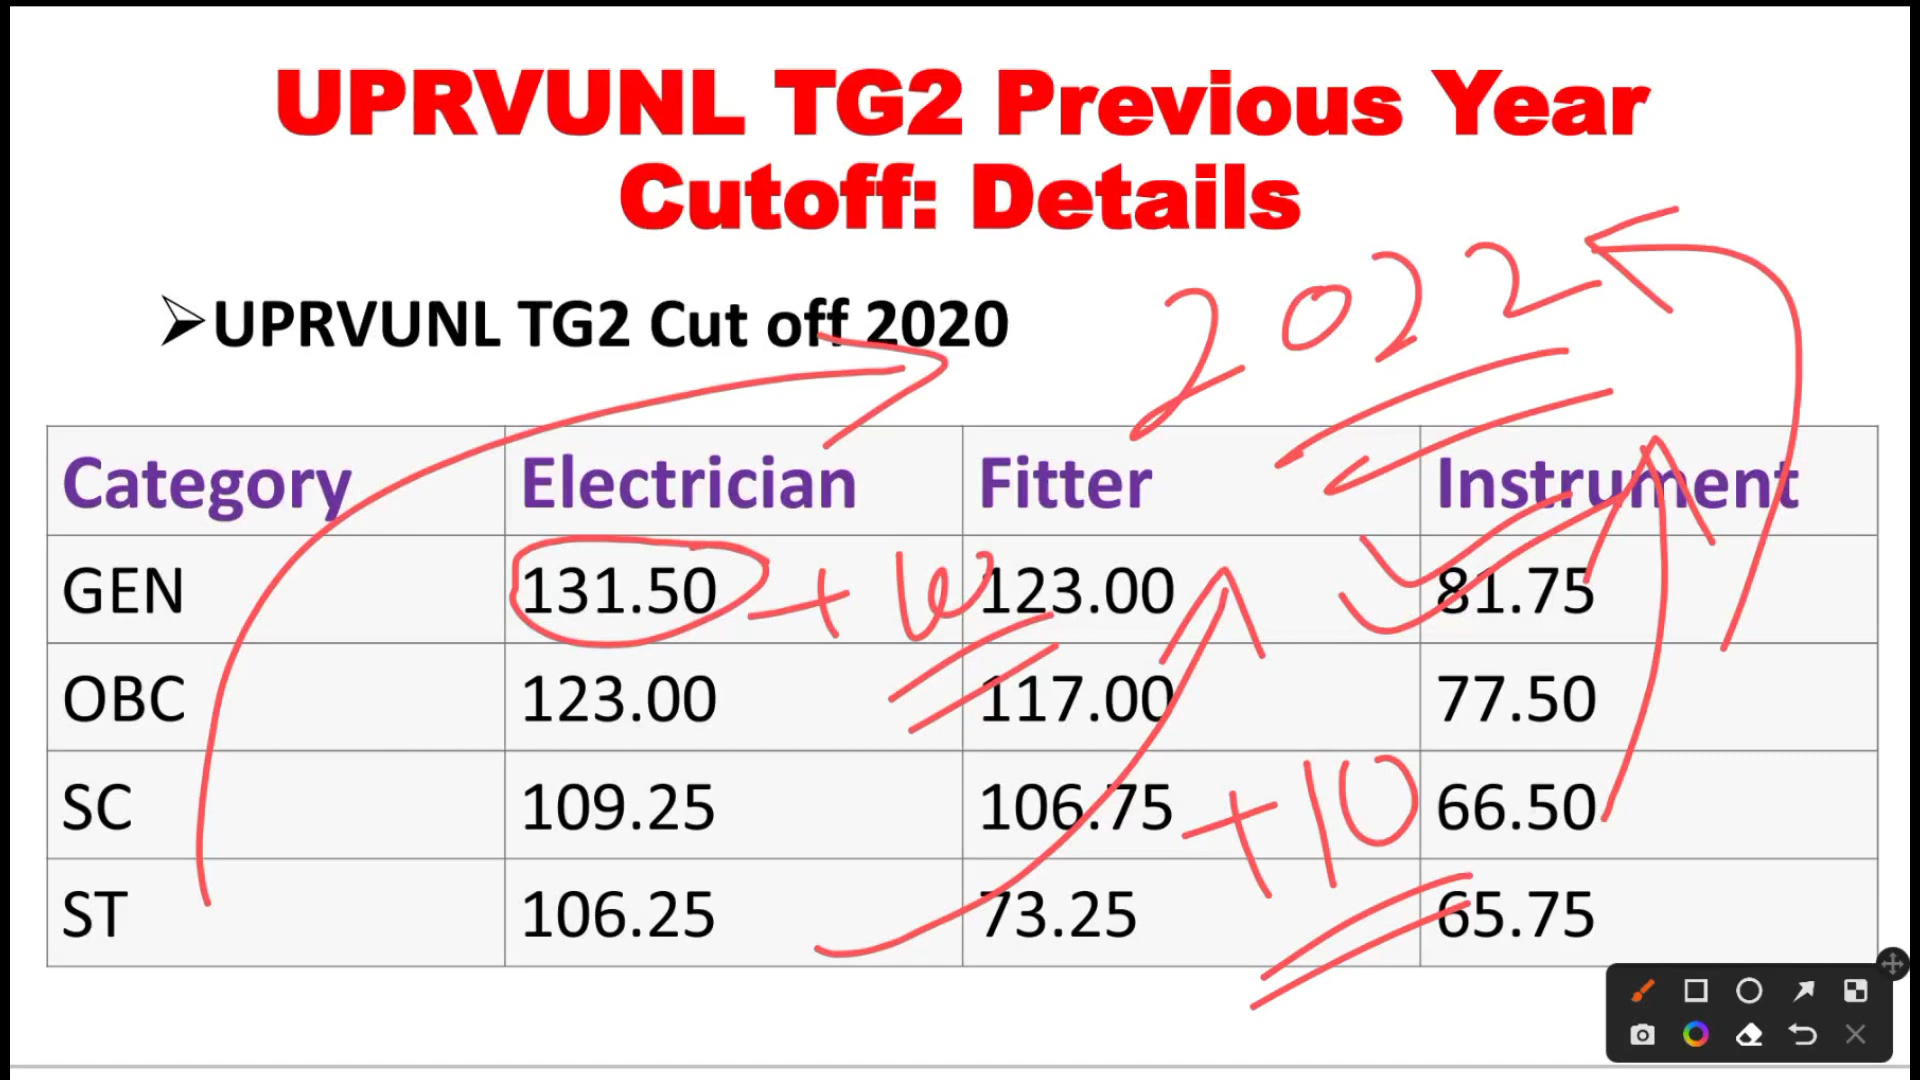 UPRVUNL TG2 Previous Year
Cutoff: Details
➢UPRVUNL TG2 Cut off 2020
2022
Category Electrician Fitter Instrument
GEN 131.50 + 10 123.00 81.75
OBC 123.00 117.00 77.50
SC 109.25 106.75 +10 66.50
ST 106.25 73.25 65.75